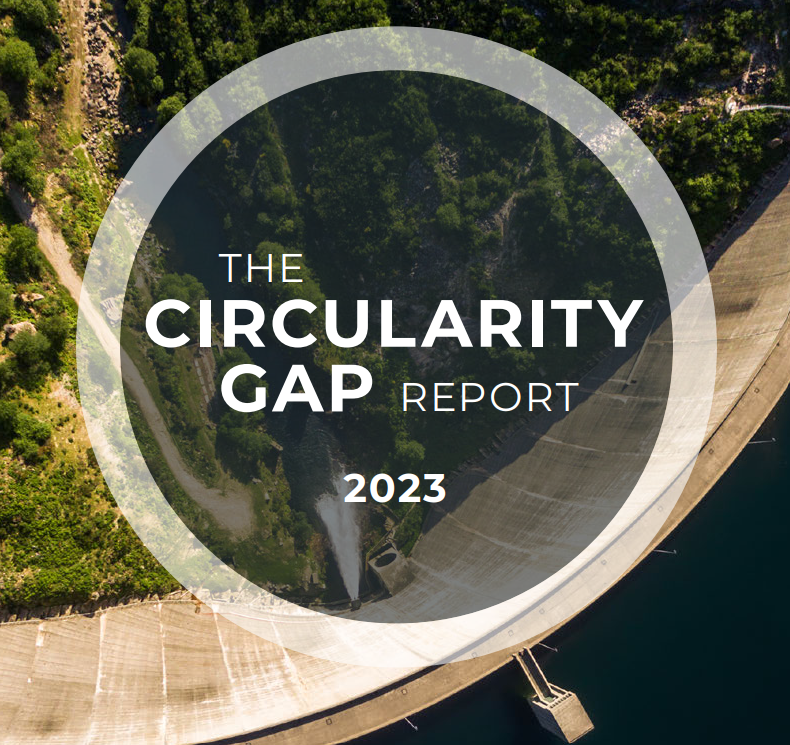 THE
CIRCULARITY
GAP REPORT
2023